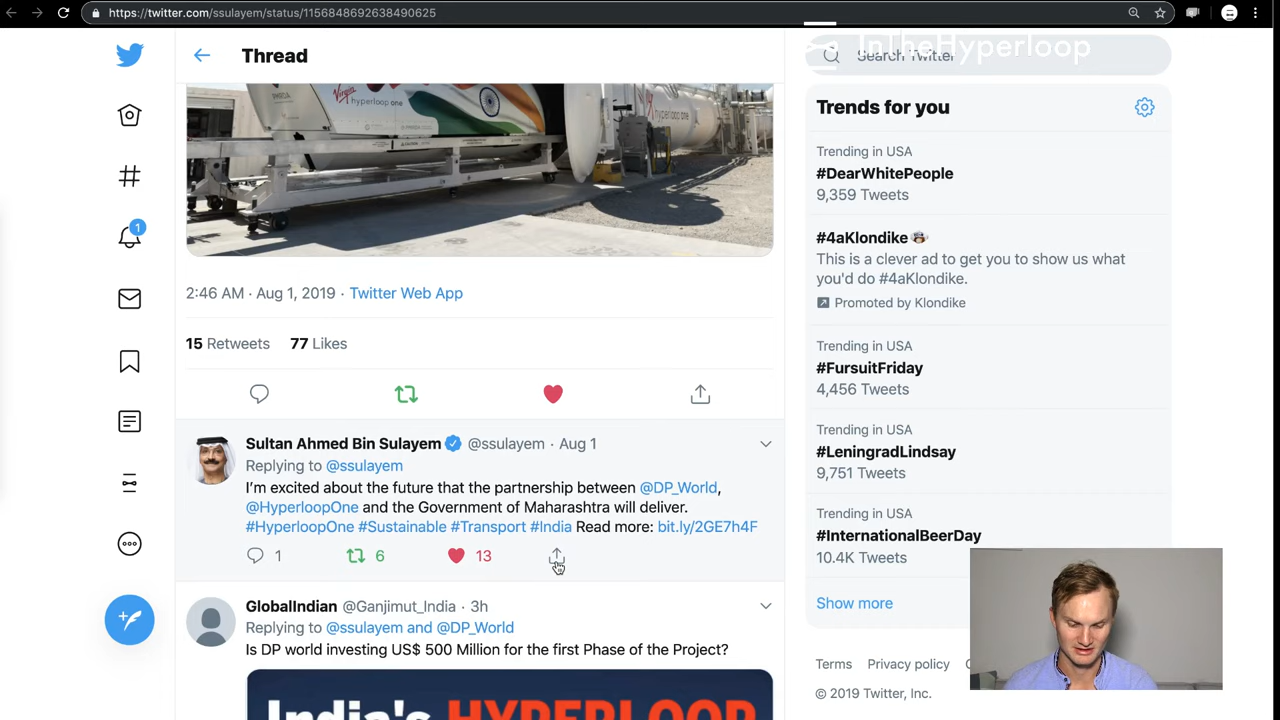 https://twitter.com/ssulayem/status/1156848692638490625
Thread
InTheHyperloop
Search Twitter
Virgin
hyperloop one
hyperloop one
2:46 AM · Aug 1, 2019 · Twitter Web App
15 Retweets 77 Likes
Sultan Ahmed Bin Sulayem @ssulayem · Aug 1
Replying to @ssulayem
I'm excited about the future that the partnership between @DP_World,
@HyperloopOne and the Government of Maharashtra will deliver.
#HyperloopOne #Sustainable #Transport #India Read more: bit.ly/2GE7h4F
1 6 13
GlobalIndian @Ganjimut_India · 3h
Replying to @ssulayem and @DP_World
Is DP world investing US$ 500 Million for the first Phase of the Project?
India's HYPERLOOP
1
Trends for you
Trending in USA
#DearWhitePeople
9,359 Tweets
#4aKlondike
This is a clever ad to get you to show us what
you'd do #4aKlondike.
Promoted by Klondike
Trending in USA
#FursuitFriday
4,456 Tweets
Trending in USA
#LeningradLindsay
9,751 Tweets
Trending in USA
#InternationalBeerDay
10.4K Tweets
Show more
Terms Privacy policy
© 2019 Twitter, Inc.